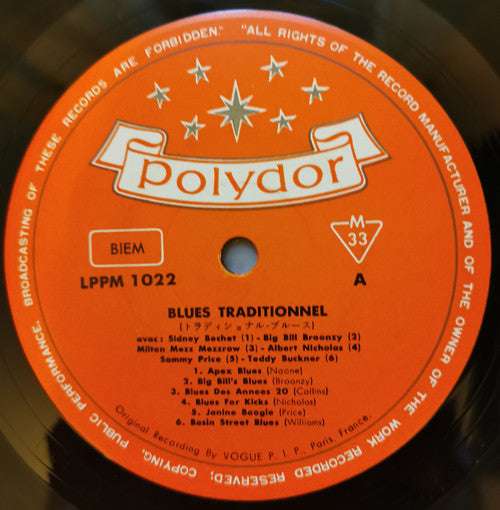 "ALL RIGHTS OF THE RECORD MANUFACTURER AND OF THE OWNER OF THE WORK RECORDED RESERVED; COPYING, PUBLIC PERFORMANCE, BROADCASTING OF THESE RECORDS ARE FORBIDDEN."
polydor
BIEM
M
33
LPPM 1022
A
BLUES TRADITIONNEL
(トラディショナル・ブルース)
avec: Sidney Bechet (1) - Big Bill Broonzy (2)
Milton Mezz Mezzrow (3) - Albert Nicholas (4)
Sammy Price (5) - Teddy Buckner (6)
1. Apex Blues (Noone)
2. Big Bill's Blues (Broonzy)
3. Blues Des Annees 20 (Collins)
4. Blues For Kicks (Nicholas)
5. Janine Boogie (Price)
6. Basin Street Blues (Williams)
Original Recording By VOGUE P. I. P., Paris, France.